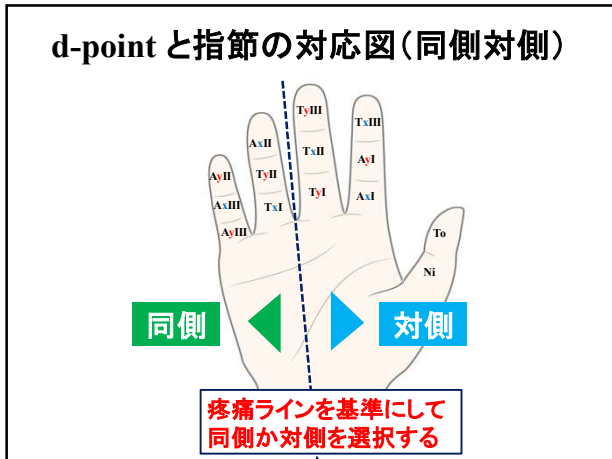 d-point と指節の対応図(同側対側)
TyIII
TxIII
AxII
TxII
AyI
AyII
TyII
TyI
AxI
AxIII
TxI
AyIII
To
Ni
同側
対側
疼痛ラインを基準にして
同側か対側を選択する